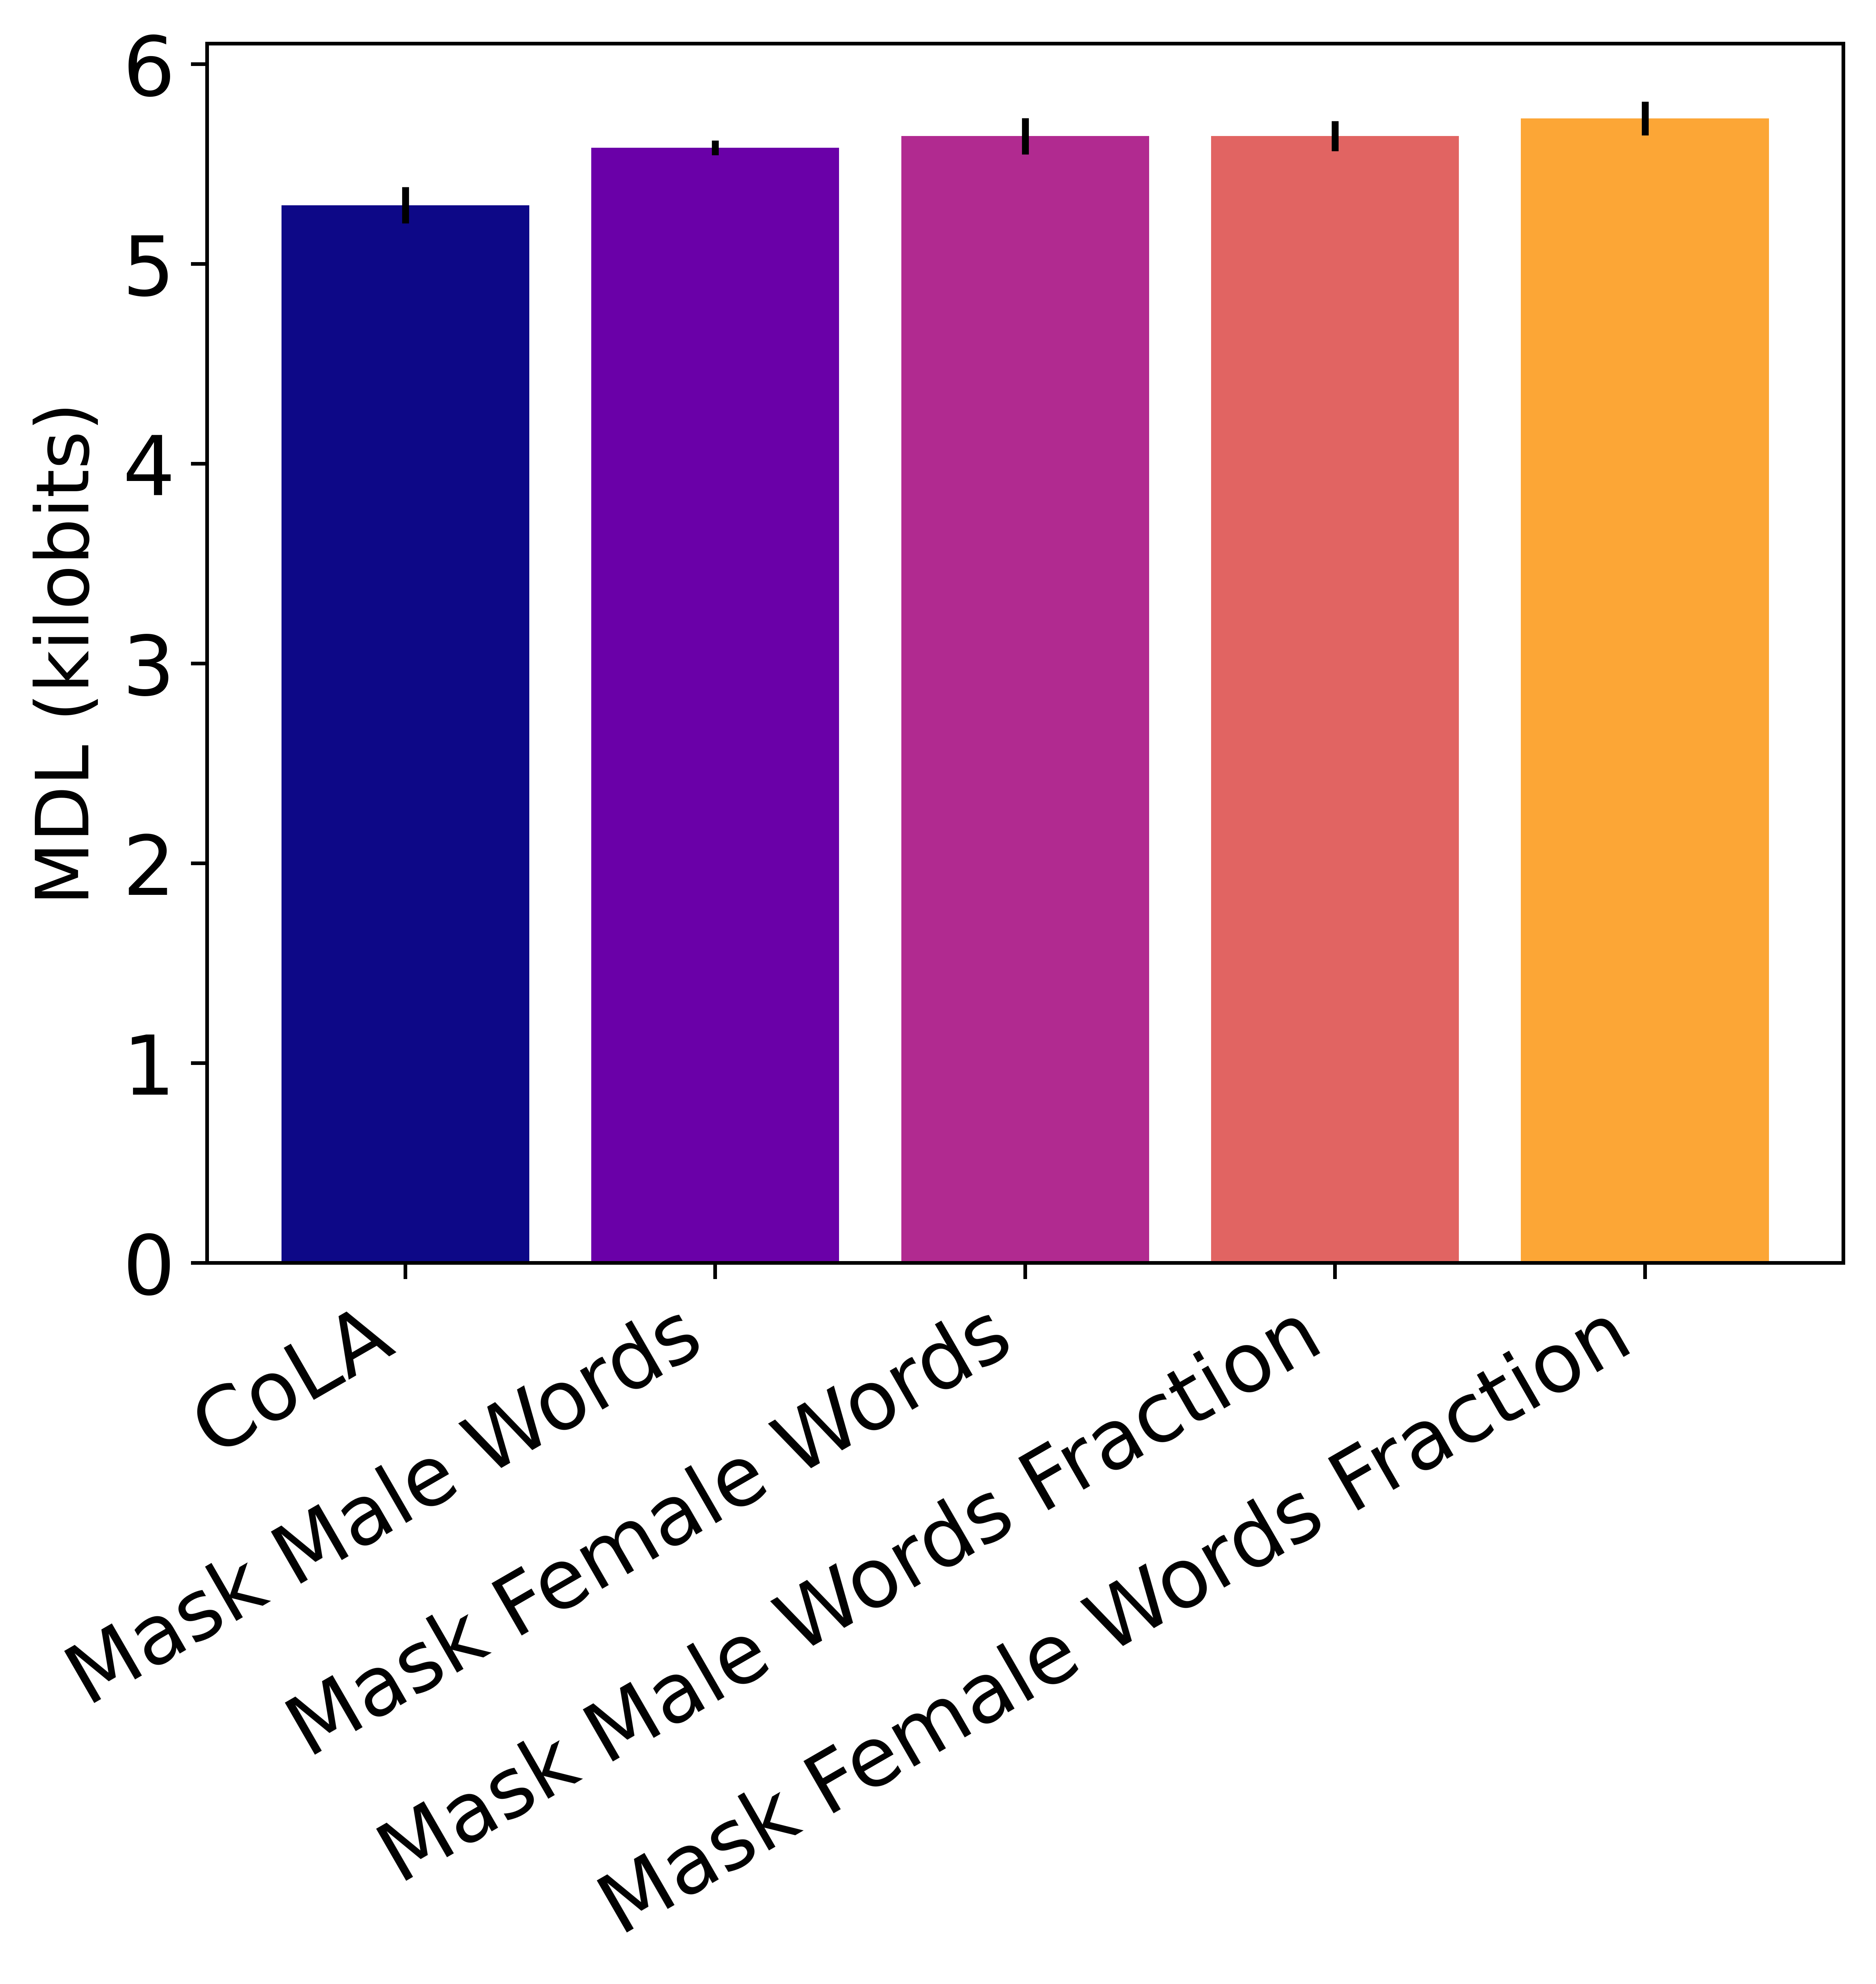 MDL (kilobits)
6
5
4
3
2
1
0
CoLA
Mask Male Words
Mask Female Words
Mask Male Words Fraction
Mask Female Words Fraction